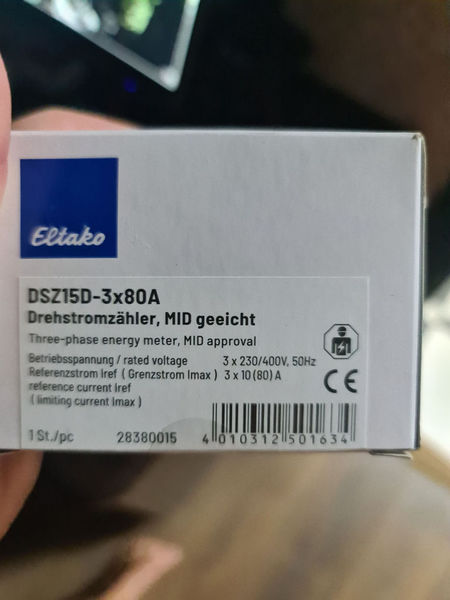 Eltako
DSZ15D-3x80A
Drehstromzähler, MID geeicht
Three-phase energy meter, MID approval
Betriebsspannung / rated voltage 3 x 230/400V, 50Hz
Referenzstrom Iref ( Grenzstrom Imax ) 3 x 10 (80) A
reference current Iref
( limiting current Imax )
CE
1 St./pc 28380015 4 010312 501634